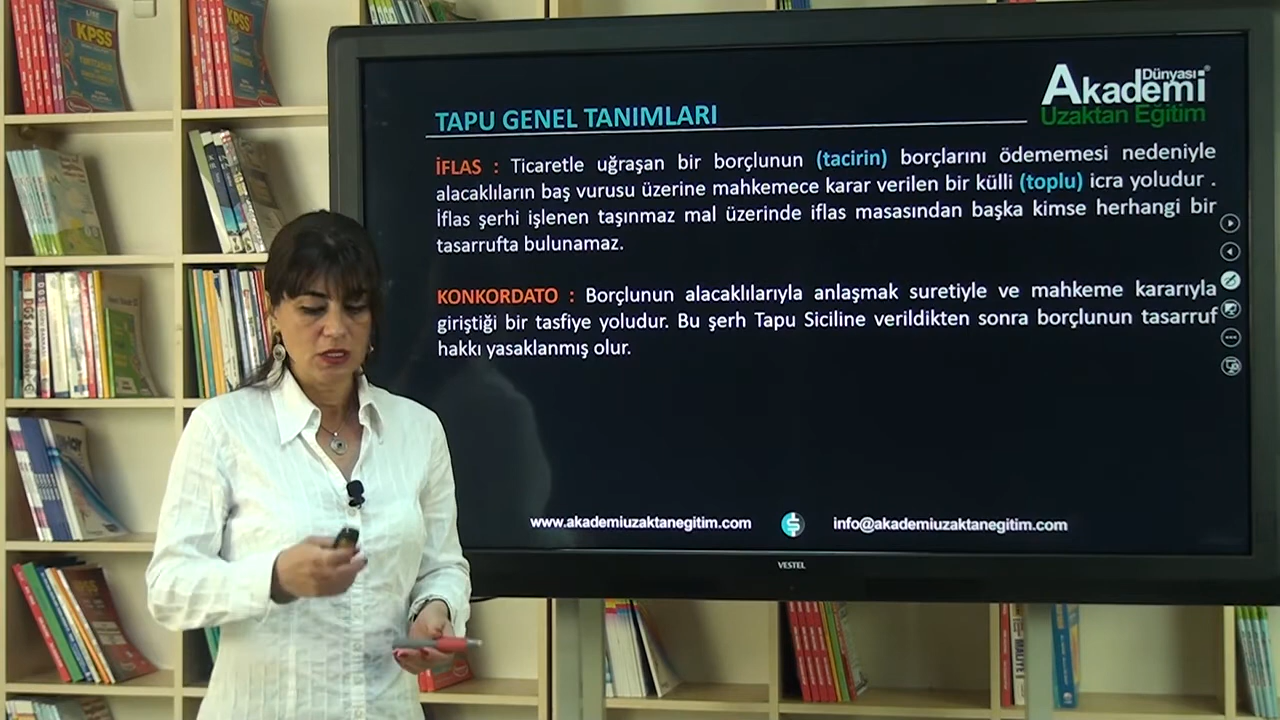 KPSS
KPSS
Dünyası
Akademi
Uzaktan Eğitim
TAPU GENEL TANIMLARI
İFLAS : Ticaretle uğraşan bir borçlunun (tacirin) borçlarını ödememesi nedeniyle
alacaklıların baş vurusu üzerine mahkemece karar verilen bir külli (toplu) icra yoludur .
İflas şerhi işlenen taşınmaz mal üzerinde iflas masasından başka kimse herhangi bir
tasarrufta bulunamaz.
KONKORDATO : Borçlunun alacaklılarıyla anlaşmak suretiyle ve mahkeme kararıyla
giriştiği bir tasfiye yoludur. Bu şerh Tapu Siciline verildikten sonra borçlunun tasarruf
hakkı yasaklanmış olur.
www.akademiuzaktanegitim.com
info@akademiuzaktanegitim.com
VESTEL
KPSS